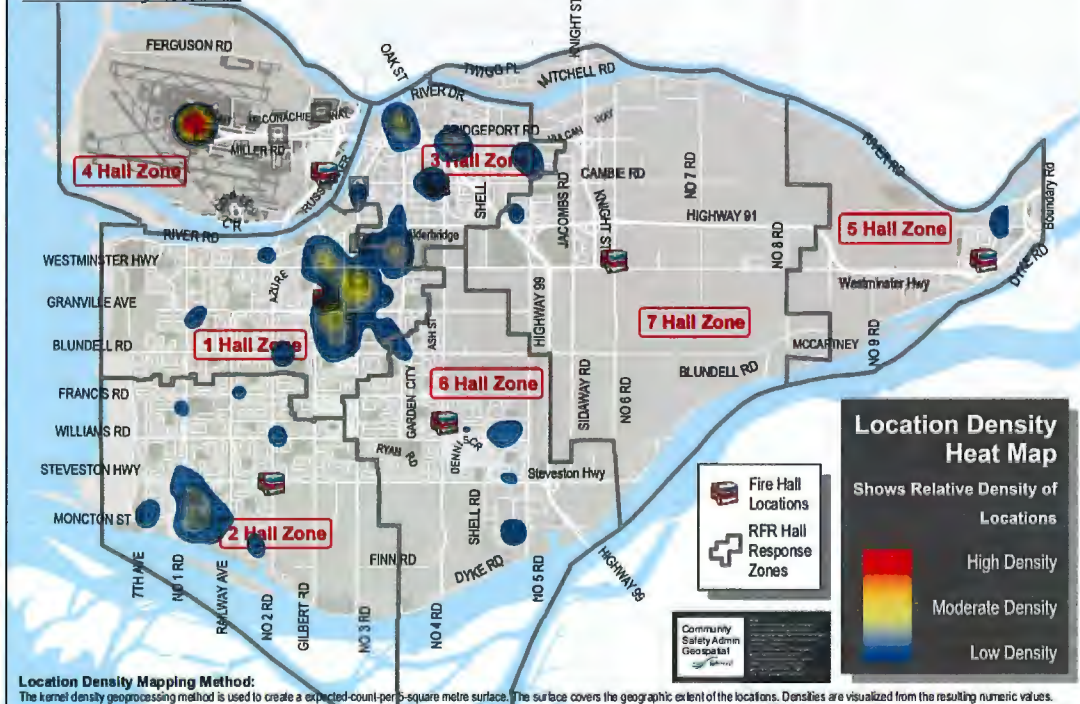 FERGUSON RD
OAK ST
KNIGHT ST
TWIGG PL
MITCHELL RD
RIVER DR
BRIDGEPORT RD
VULCAN WAY
MILLER RD
4 Hall Zone
3 Hall Zone
CAMBIE RD
NO 7 RD
RIVER RD
Boundary Rd
SHELL
JACOBMS RD
KNIGHT ST
HIGHWAY 91
NO 8 RD
5 Hall Zone
RIVER RD
Alderbridge
WESTMINSTER HWY
AZURE
Westminster Hwy
DYKE RD
GRANVILLE AVE
HIGHWAY 99
7 Hall Zone
1 Hall Zone
ASH ST
BLUNDELL RD
MCCARTNEY
NO 9 RD
BLUNDELL RD
6 Hall Zone
FRANCIS RD
GARDEN CITY
SIDAWAY RD
NO 6 RD
WILLIAMS RD
RYAN RD
DENNIS CR
STEVESTON HWY
Steveston Hwy
MONCTON ST
2 Hall Zone
SHELL RD
FINN RD
DYKE RD
HIGHWAY 99
7TH AVE
NO 1 RD
RAILWAY AVE
NO 2 RD
GILBERT RD
NO 3 RD
NO 4 RD
NO 5 RD
Fire Hall
Locations
RFR Hall
Response
Zones
Community
Safety Admin
Geospatial
Location Density
Heat Map
Shows Relative Density of
Locations
High Density
Moderate Density
Low Density
Location Density Mapping Method:
The kernel density geoprocessing method is used to create a expected-count-per 5-square metre surface. The surface covers the geographic extent of the locations. Densities are visualized from the resulting numeric values.